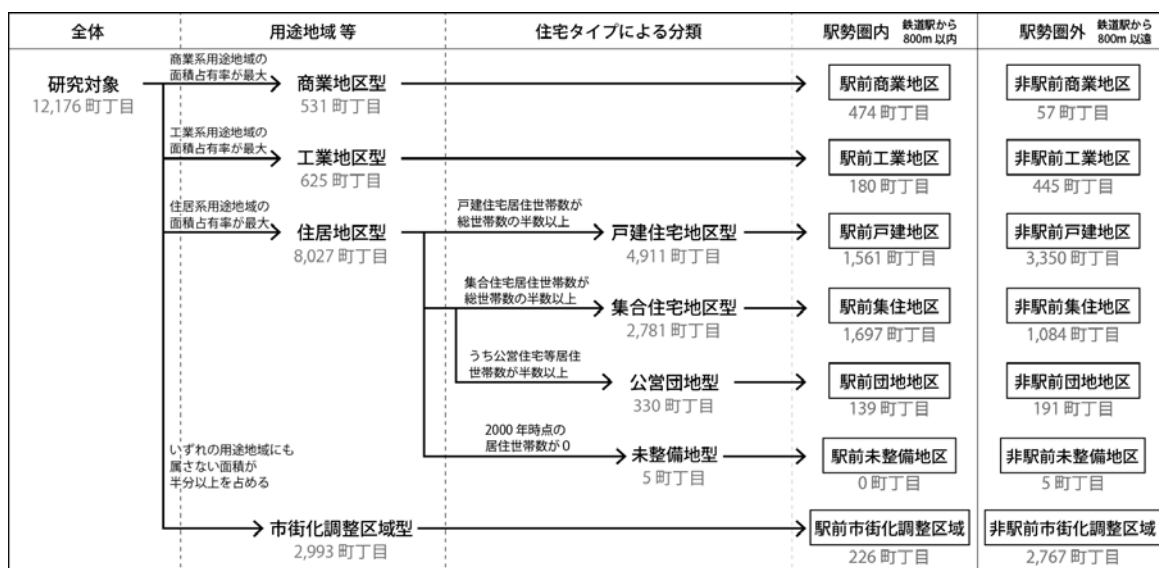 全体
用途地域 等
住宅タイプによる分類
駅勢圏内 鉄道駅から
800m 以内
駅勢圏外 鉄道駅から
800m 以遠
研究対象
12,176 町丁目
商業系用途地域の
面積占有率が最大
商業地区型
531 町丁目
駅前商業地区
474 町丁目
非駅前商業地区
57 町丁目
工業系用途地域の
面積占有率が最大
工業地区型
625 町丁目
駅前工業地区
180 町丁目
非駅前工業地区
445 町丁目
住居系用途地域の
面積占有率が最大
住居地区型
8,027 町丁目
戸建住宅居住世帯数が
総世帯数の半数以上
戸建住宅地区型
4,911 町丁目
駅前戸建地区
1,561 町丁目
非駅前戸建地区
3,350 町丁目
集合住宅居住世帯数が
総世帯数の半数以上
集合住宅地区型
2,781 町丁目
駅前集住地区
1,697 町丁目
非駅前集住地区
1,084 町丁目
うち公営住宅等居住
世帯数が半数以上
公営団地型
330 町丁目
駅前団地地区
139 町丁目
非駅前団地地区
191 町丁目
2000 年時点の
居住世帯数が 0
未整備地型
5 町丁目
駅前未整備地区
0 町丁目
非駅前未整備地区
5 町丁目
いずれの用途地域にも
属さない面積が
半分以上を占める
市街化調整区域型
2,993 町丁目
駅前市街化調整区域
226 町丁目
非駅前市街化調整区域
2,767 町丁目